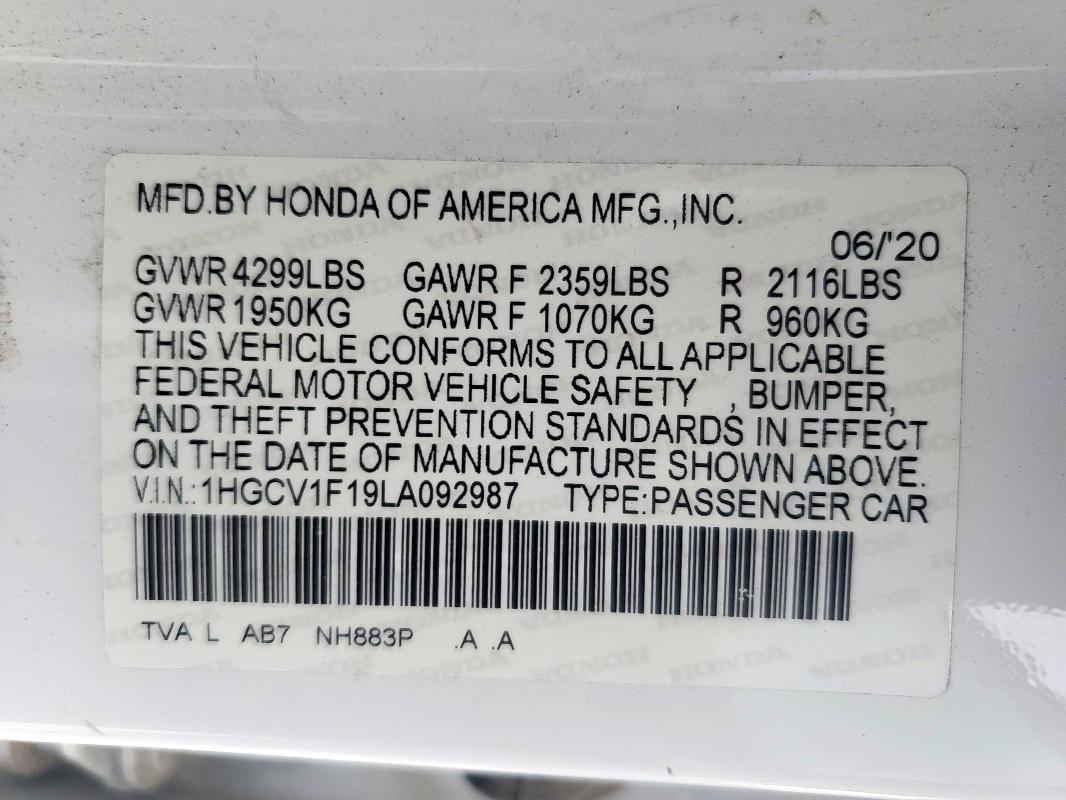 MFD.BY HONDA OF AMERICA MFG.,INC.
06/'20
GVWR 4299LBS GAWR F 2359LBS R 2116LBS
GVWR 1950KG GAWR F 1070KG R 960KG
THIS VEHICLE CONFORMS TO ALL APPLICABLE
FEDERAL MOTOR VEHICLE SAFETY , BUMPER,
AND THEFT PREVENTION STANDARDS IN EFFECT
ON THE DATE OF MANUFACTURE SHOWN ABOVE.
V.I.N.:1HGCV1F19LA092987 TYPE:PASSENGER CAR
TVA L AB7 NH883P .A .A